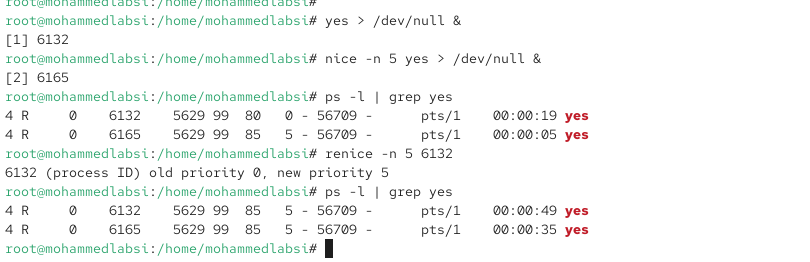 root@mohammedlabsi:/home/mohammedlabsi#
root@mohammedlabsi:/home/mohammedlabsi# yes > /dev/null &
[1] 6132
root@mohammedlabsi:/home/mohammedlabsi# nice -n 5 yes > /dev/null &
[2] 6165
root@mohammedlabsi:/home/mohammedlabsi# ps -l | grep yes
4 R     0    6132    5629 99  80   0 - 56709 -      pts/1    00:00:19 yes
4 R     0    6165    5629 99  85   5 - 56709 -      pts/1    00:00:05 yes
root@mohammedlabsi:/home/mohammedlabsi# renice -n 5 6132
6132 (process ID) old priority 0, new priority 5
root@mohammedlabsi:/home/mohammedlabsi# ps -l | grep yes
4 R     0    6132    5629 99  85   5 - 56709 -      pts/1    00:00:49 yes
4 R     0    6165    5629 99  85   5 - 56709 -      pts/1    00:00:35 yes
root@mohammedlabsi:/home/mohammedlabsi#